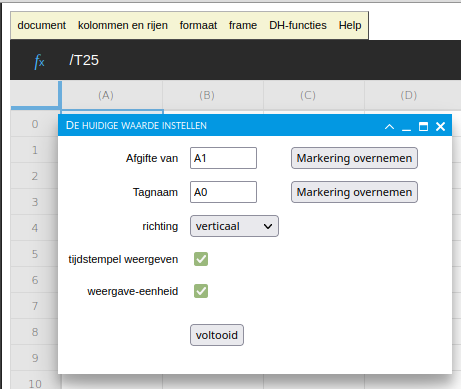 document kolommen en rijen formaat frame DH-functies Help
fx /T25
(A) (B) (C) (D)
0
DE HUIDIGE WAARDE INSTELLEN
1
Afgifte van A1 Markering overnemen
2
3
Tagnaam A0 Markering overnemen
4
richting verticaal
5
tijdstempel weergeven
6
weergave-eenheid
7
8
voltooid
9
10